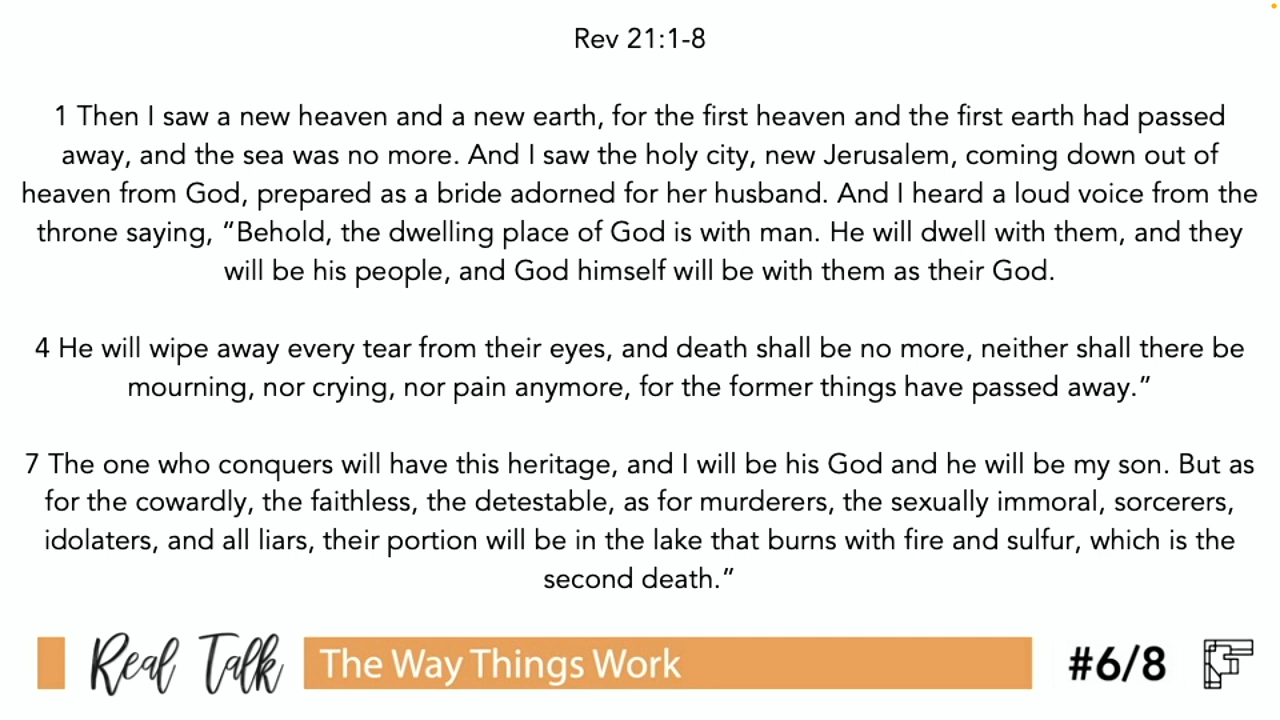 Rev 21:1-8
1 Then I saw a new heaven and a new earth, for the first heaven and the first earth had passed
away, and the sea was no more. And I saw the holy city, new Jerusalem, coming down out of
heaven from God, prepared as a bride adorned for her husband. And I heard a loud voice from the
throne saying, “Behold, the dwelling place of God is with man. He will dwell with them, and they
will be his people, and God himself will be with them as their God.
4 He will wipe away every tear from their eyes, and death shall be no more, neither shall there be
mourning, nor crying, nor pain anymore, for the former things have passed away.”
7 The one who conquers will have this heritage, and I will be his God and he will be my son. But as
for the cowardly, the faithless, the detestable, as for murderers, the sexually immoral, sorcerers,
idolaters, and all liars, their portion will be in the lake that burns with fire and sulfur, which is the
second death.”
Real Talk The Way Things Work #6/8